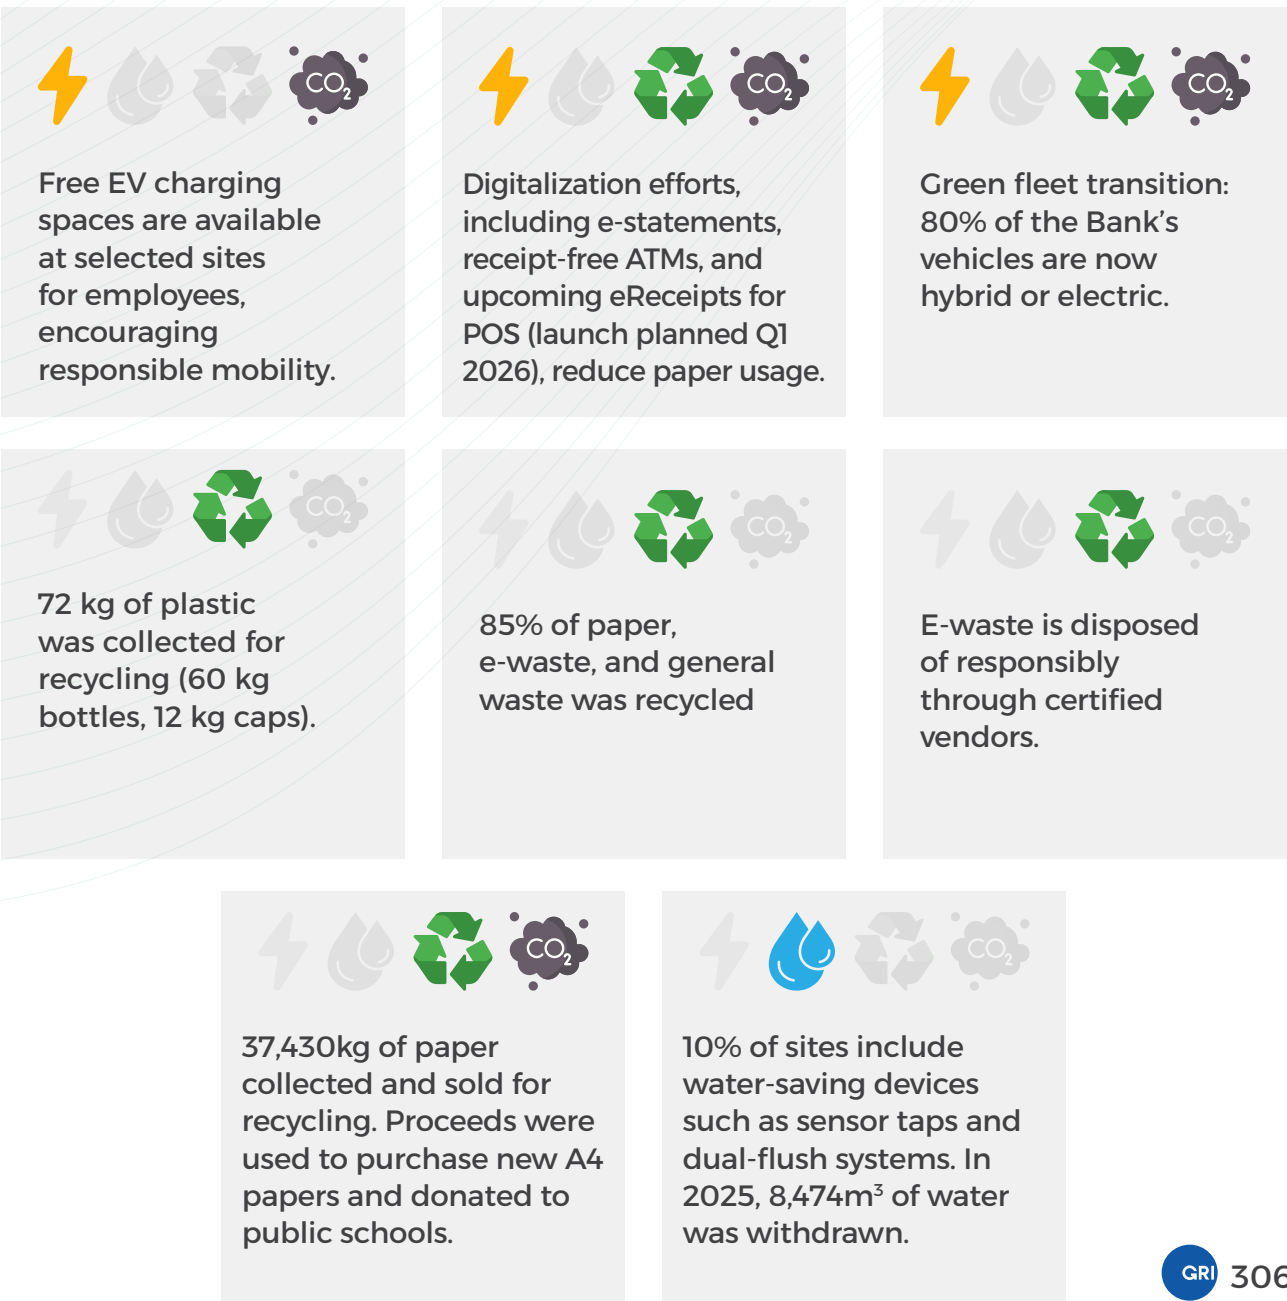 CO2
CO2
CO2
Free EV charging
spaces are available
at selected sites
for employees,
encouraging
responsible mobility.
Digitalization efforts,
including e-statements,
receipt-free ATMs, and
upcoming eReceipts for
POS (launch planned Q1
2026), reduce paper usage.
Green fleet transition:
80% of the Bank’s
vehicles are now
hybrid or electric.
CO2
CO2
CO2
72 kg of plastic
was collected for
recycling (60 kg
bottles, 12 kg caps).
85% of paper,
e-waste, and general
waste was recycled
E-waste is disposed
of responsibly
through certified
vendors.
CO2
CO2
37,430kg of paper
collected and sold for
recycling. Proceeds were
used to purchase new A4
papers and donated to
public schools.
10% of sites include
water-saving devices
such as sensor taps and
dual-flush systems. In
2025, 8,474m³ of water
was withdrawn.
GRI 306